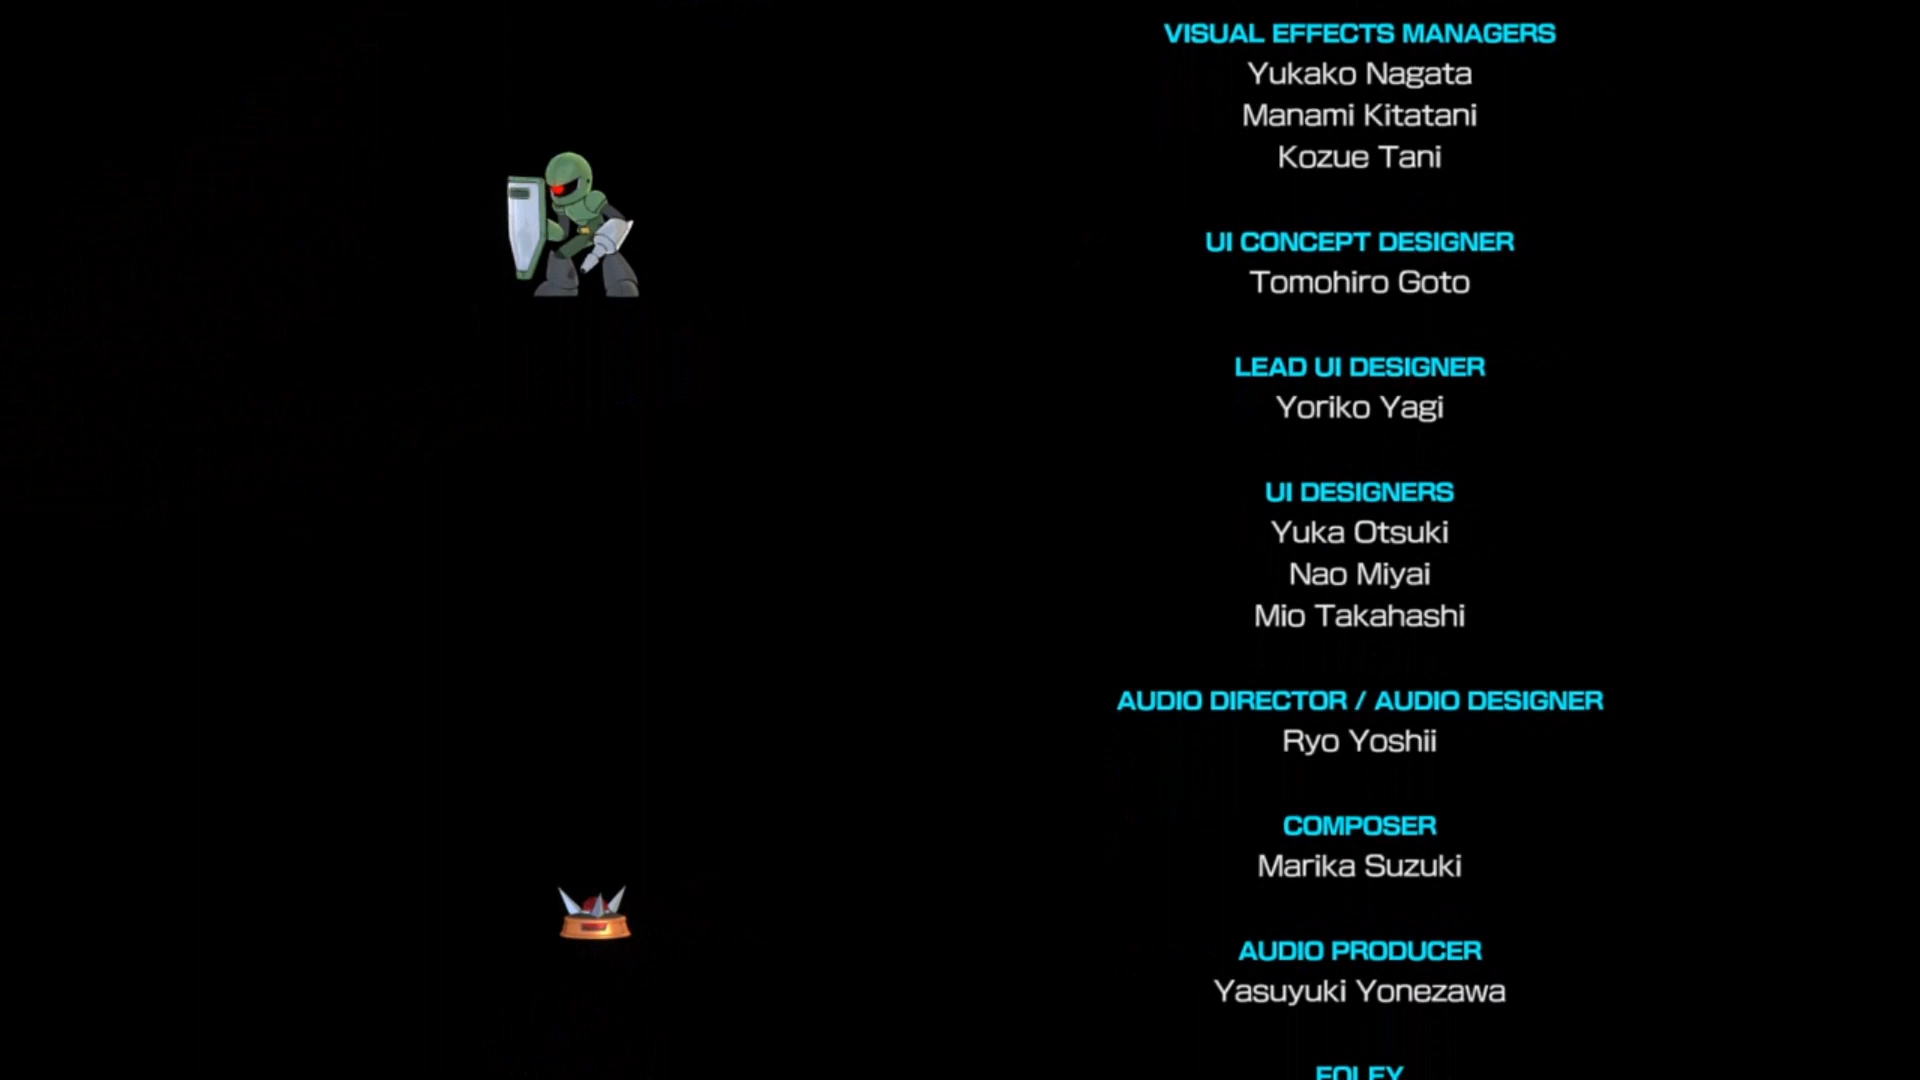 VISUAL EFFECTS MANAGERS
Yukako Nagata
Manami Kitatani
Kozue Tani
UI CONCEPT DESIGNER
Tomohiro Goto
LEAD UI DESIGNER
Yoriko Yagi
UI DESIGNERS
Yuka Otsuki
Nao Miyai
Mio Takahashi
AUDIO DIRECTOR / AUDIO DESIGNER
Ryo Yoshii
COMPOSER
Marika Suzuki
AUDIO PRODUCER
Yasuyuki Yonezawa
FOLEY